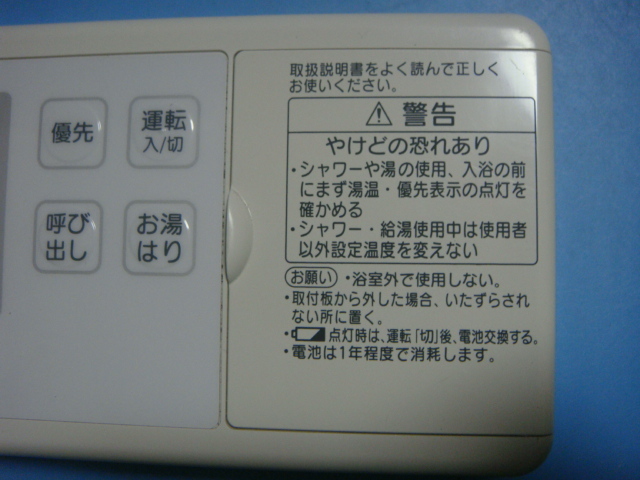 優先
運転
入/切
呼び
出し
お湯
はり
取扱説明書をよく読んで正しく
お使いください。
⚠ 警告
やけどの恐れあり
・シャワーや湯の使用、入浴の前
にまず湯温・優先表示の点灯を
確かめる
・シャワー・給湯使用中は使用者
以外設定温度を変えない
お願い ・浴室外で使用しない。
・取付板から外した場合、いたずらされ
ない所に置く。
・点灯時は、運転「切」後、電池交換する。
・電池は1年程度で消耗します。